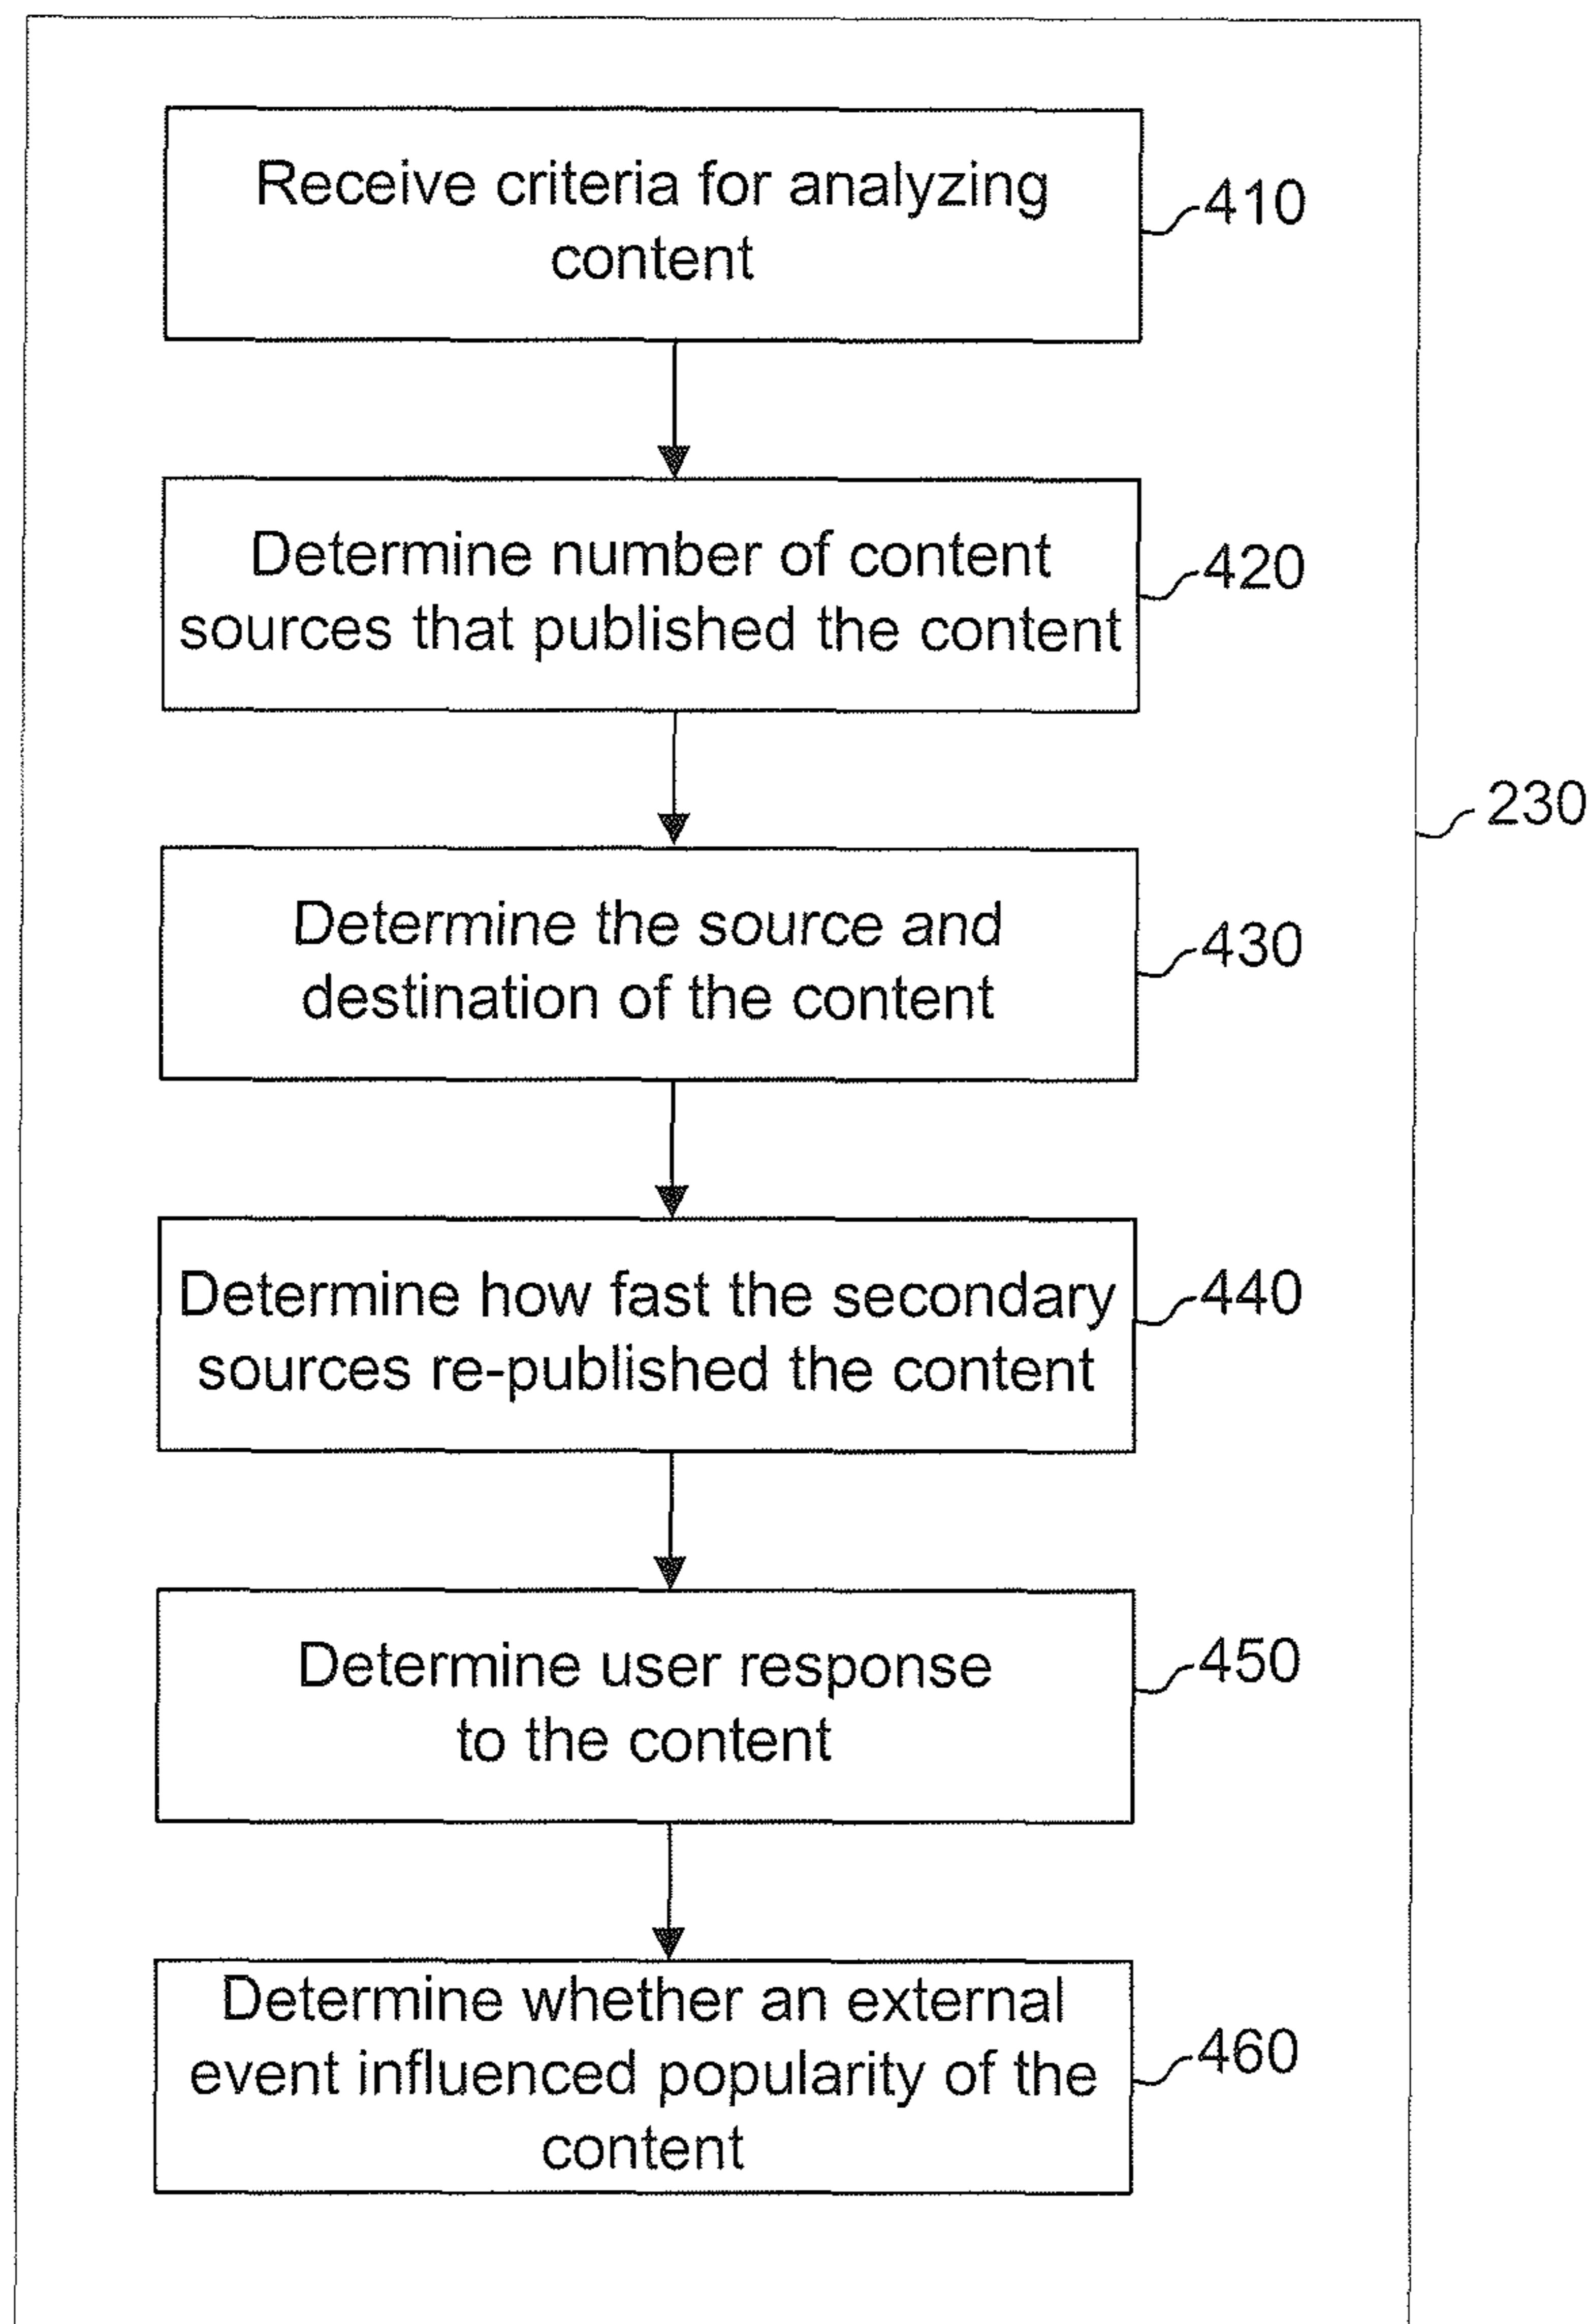 Receive criteria for analyzing
content
410
Determine number of content
sources that published the content
420
230
Determine the source and
destination of the content
430
Determine how fast the secondary
sources re-published the content
440
Determine user response
to the content
450
Determine whether an external
event influenced popularity of the
content
460